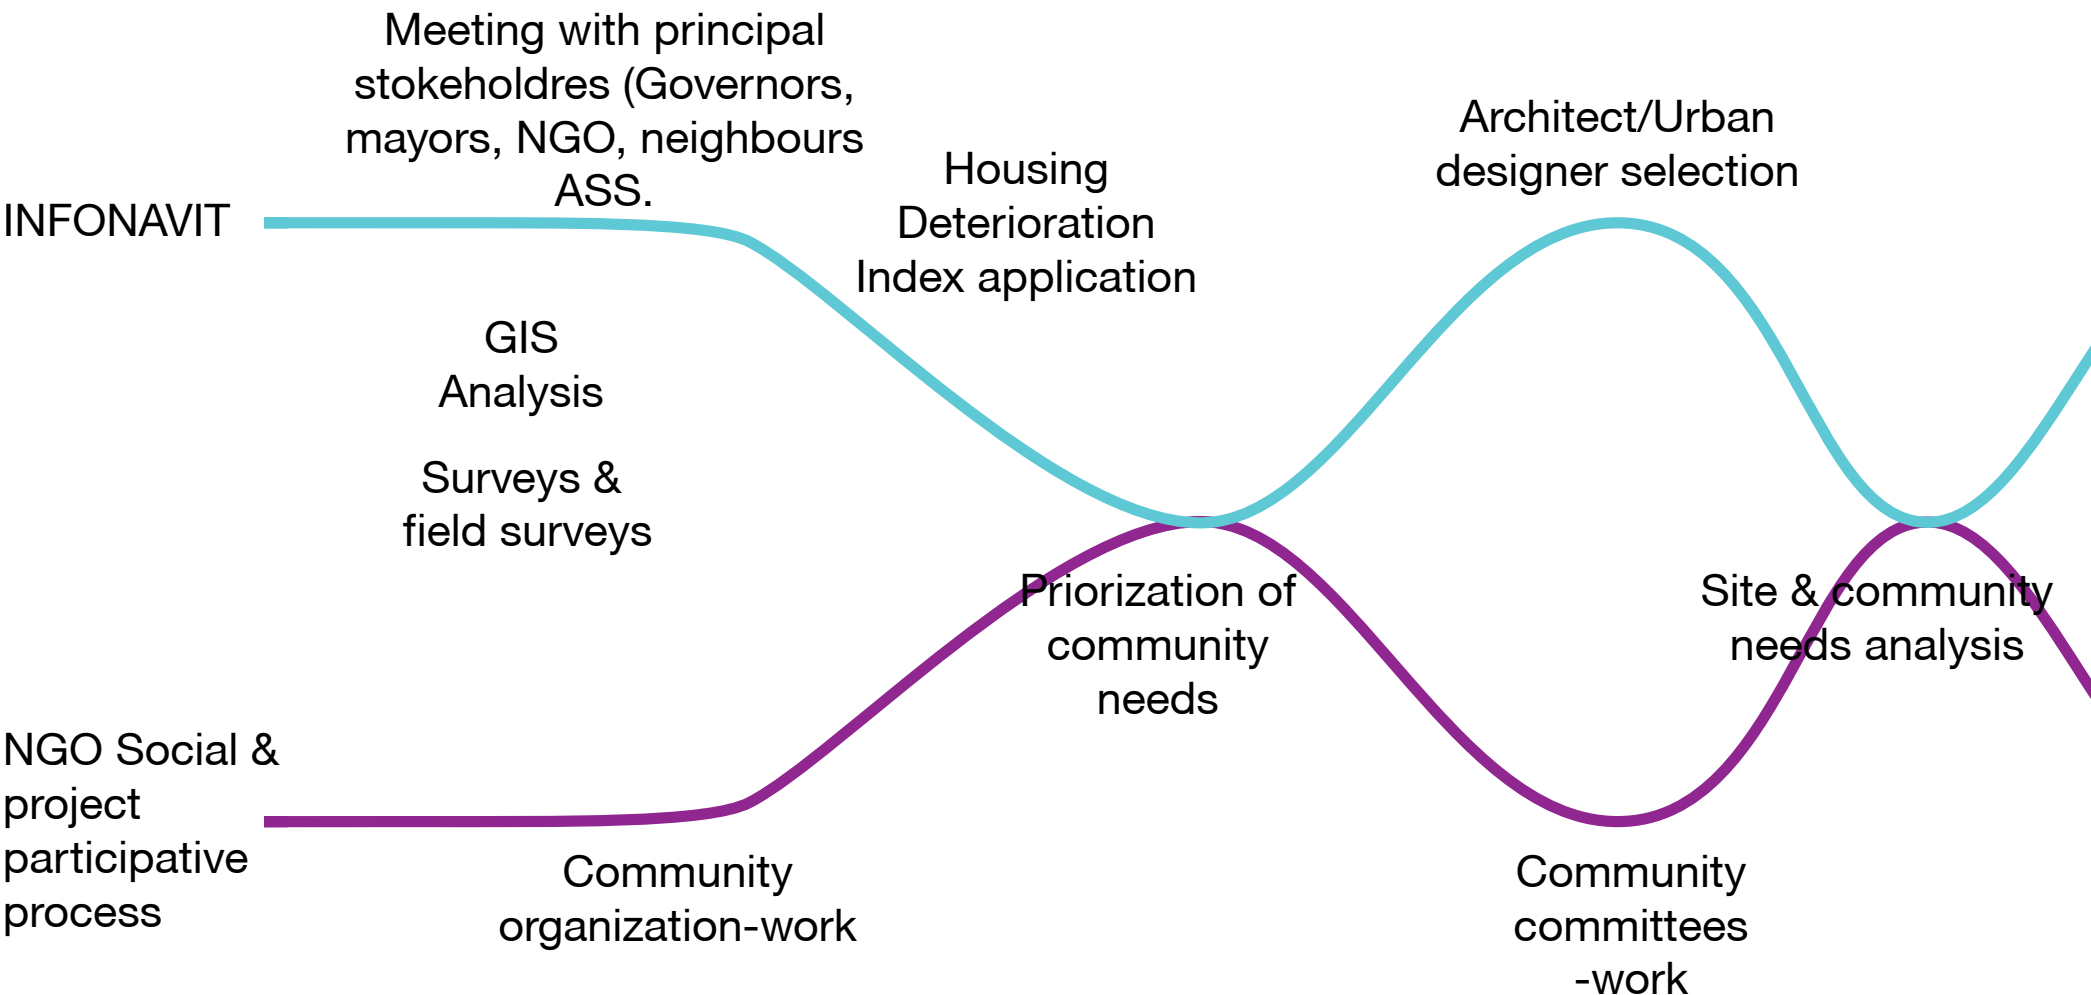 Meeting with principal
stokeholdres (Governors,
mayors, NGO, neighbours
ASS.
INFONAVIT
Housing
Deterioration
Index application
Architect/Urban
designer selection
GIS
Analysis
Surveys &
field surveys
Priorization of
community
needs
Site & community
needs analysis
NGO Social &
project
participative
process
Community
organization-work
Community
committees
-work